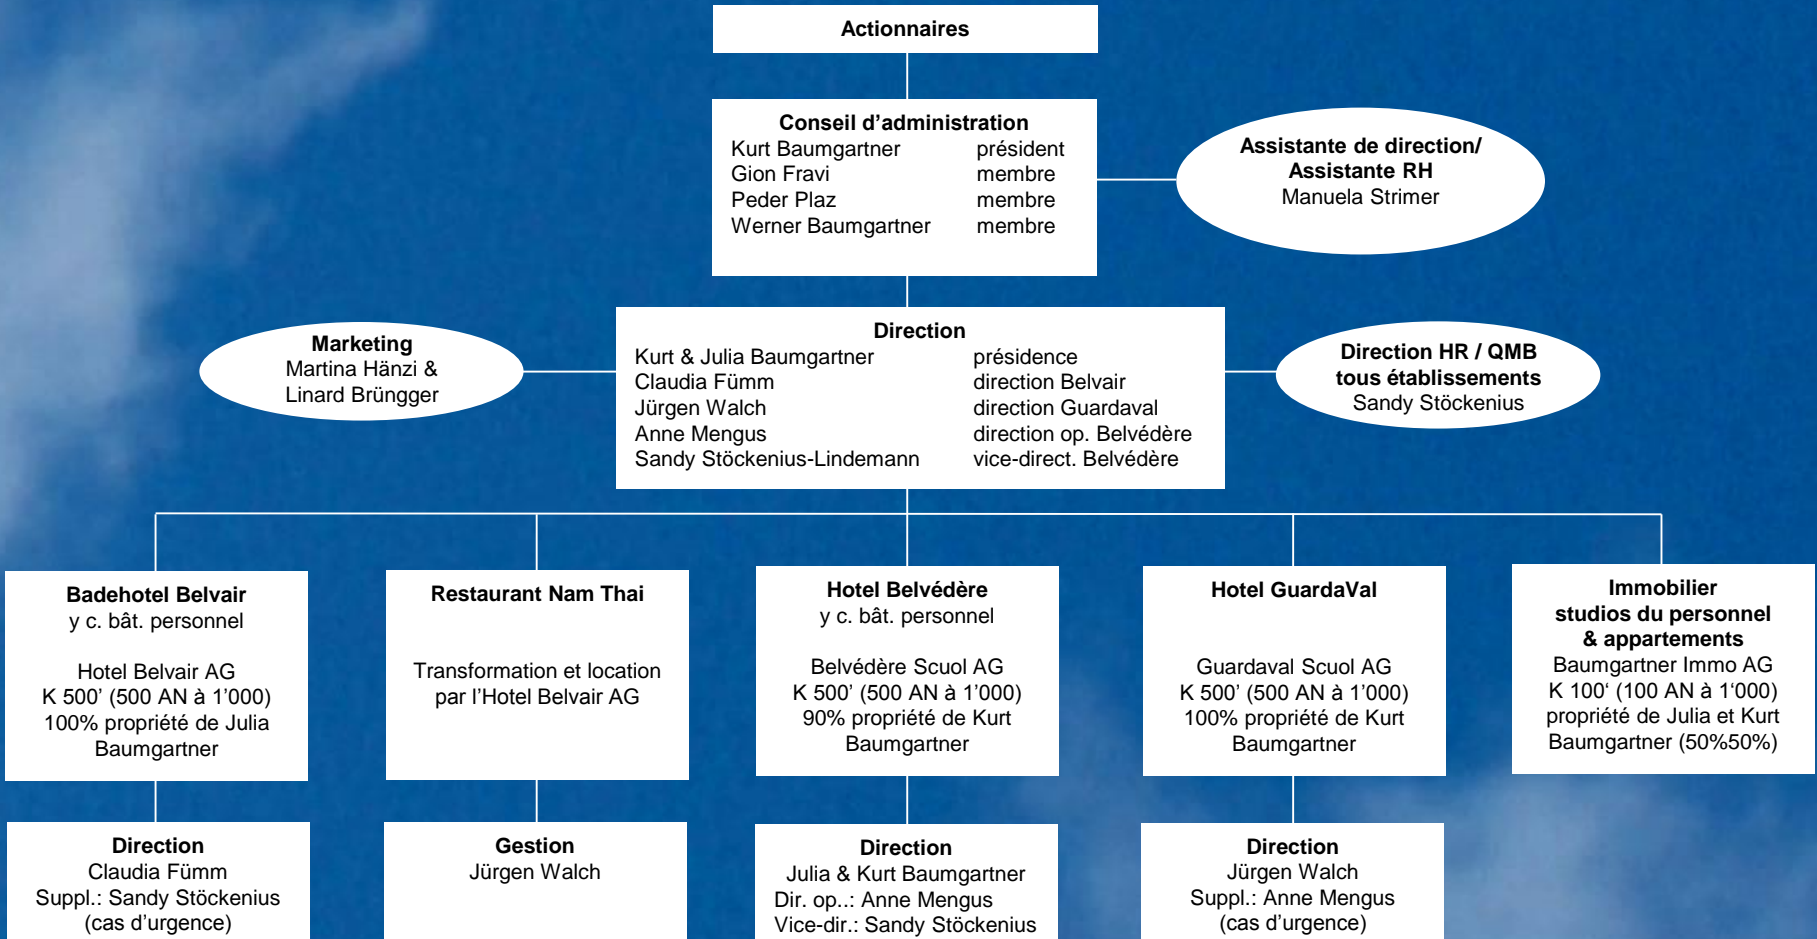 Actionnaires
Conseil d’administration
Kurt Baumgartner président
Gion Fravi membre
Peder Plaz membre
Werner Baumgartner membre
Assistante de direction/
Assistante RH
Manuela Strimer
Marketing
Martina Hänzi &
Linard Brüngger
Direction
Kurt & Julia Baumgartner présidence
Claudia Fümm direction Belvair
Jürgen Walch direction Guardaval
Anne Mengus direction op. Belvédère
Sandy Stöckenius-Lindemann vice-direct. Belvédère
Direction HR / QMB
tous établissements
Sandy Stöckenius
Badehotel Belvair
y c. bât. personnel
Hotel Belvair AG
K 500’ (500 AN à 1’000)
100% propriété de Julia
Baumgartner
Restaurant Nam Thai
Transformation et location
par l’Hotel Belvair AG
Hotel Belvédère
y c. bât. personnel
Belvédère Scuol AG
K 500’ (500 AN à 1’000)
90% propriété de Kurt
Baumgartner
Hotel GuardaVal
Guardaval Scuol AG
K 500’ (500 AN à 1’000)
100% propriété de Kurt
Baumgartner
Immobilier
studios du personnel
& appartements
Baumgartner Immo AG
K 100‘ (100 AN à 1‘000)
propriété de Julia et Kurt
Baumgartner (50%50%)
Direction
Claudia Fümm
Suppl.: Sandy Stöckenius
(cas d’urgence)
Gestion
Jürgen Walch
Direction
Julia & Kurt Baumgartner
Dir. op..: Anne Mengus
Vice-dir.: Sandy Stöckenius
Direction
Jürgen Walch
Suppl.: Anne Mengus
(cas d’urgence)